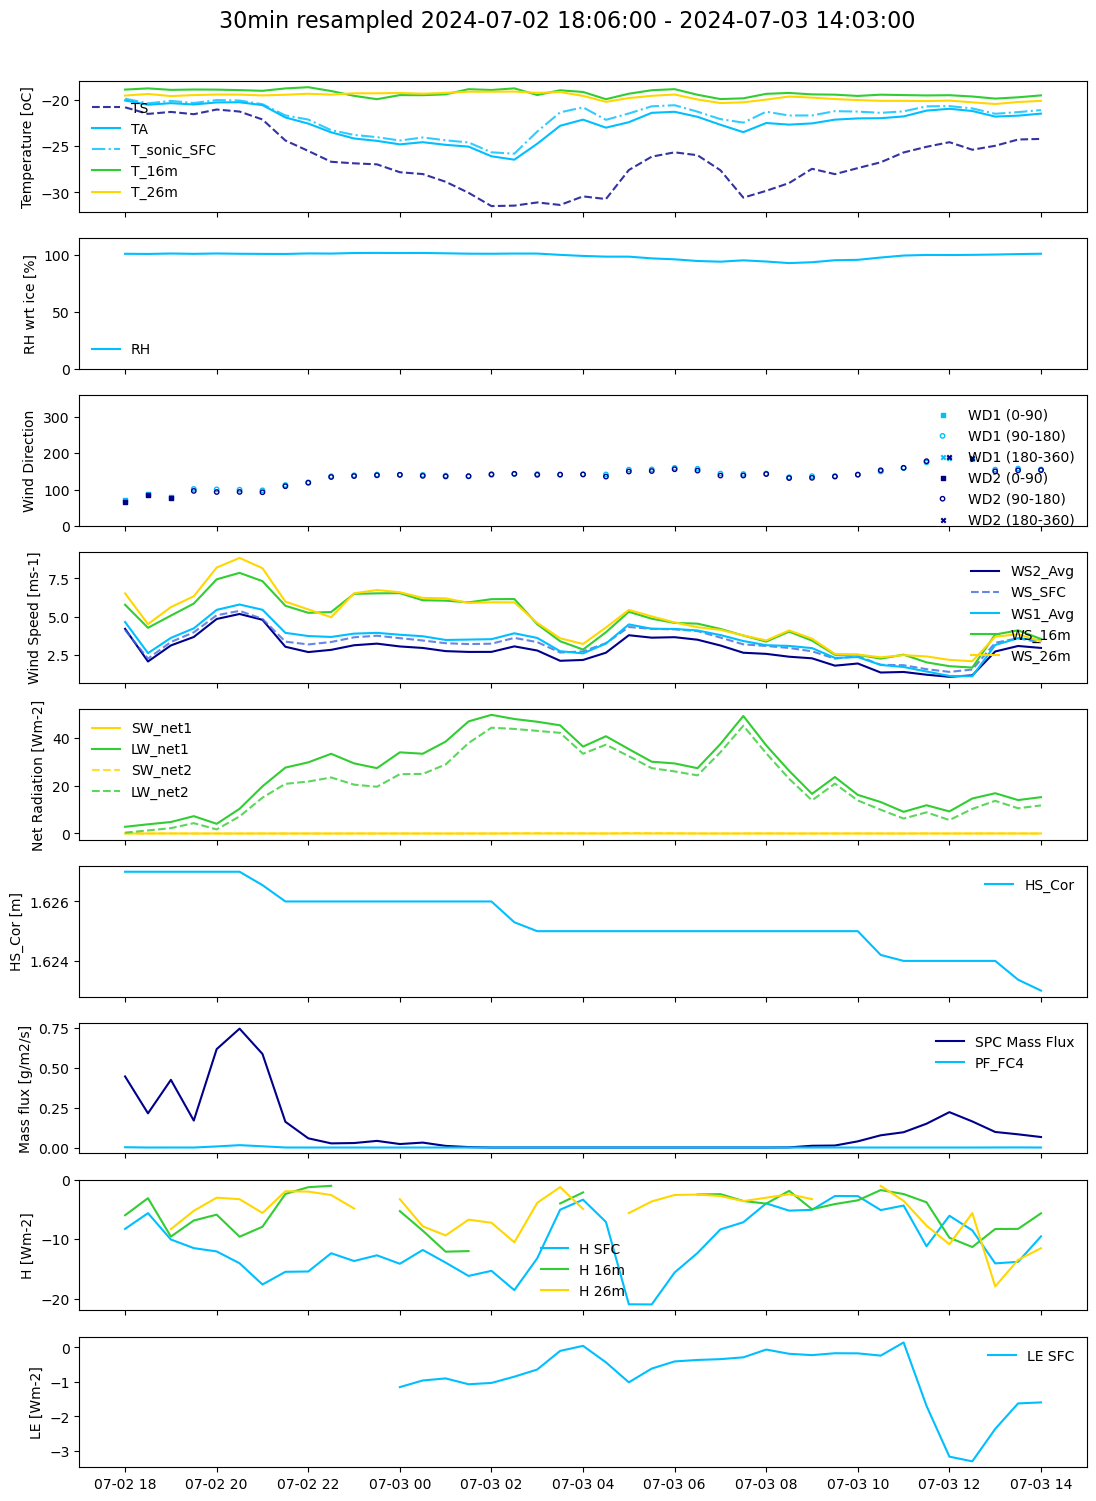 30min resampled 2024-07-02 18:06:00 - 2024-07-03 14:03:00
Temperature [oC]
−20
−25
−30
TS
TA
T_sonic_SFC
T_16m
T_26m
RH wrt ice [%]
100
50
0
RH
Wind Direction
300
200
100
0
WD1 (0-90)
WD1 (90-180)
WD1 (180-360)
WD2 (0-90)
WD2 (90-180)
WD2 (180-360)
Wind Speed [ms-1]
7.5
5.0
2.5
WS2_Avg
WS_SFC
WS1_Avg
WS_16m
WS_26m
Net Radiation [Wm-2]
40
20
0
SW_net1
LW_net1
SW_net2
LW_net2
HS_Cor [m]
1.626
1.624
HS_Cor
Mass flux [g/m2/s]
0.75
0.50
0.25
0.00
SPC Mass Flux
PF_FC4
H [Wm-2]
0
−10
−20
H SFC
H 16m
H 26m
LE [Wm-2]
0
−1
−2
−3
LE SFC
07-02 18 07-02 20 07-02 22 07-03 00 07-03 02 07-03 04 07-03 06 07-03 08 07-03 10 07-03 12 07-03 14